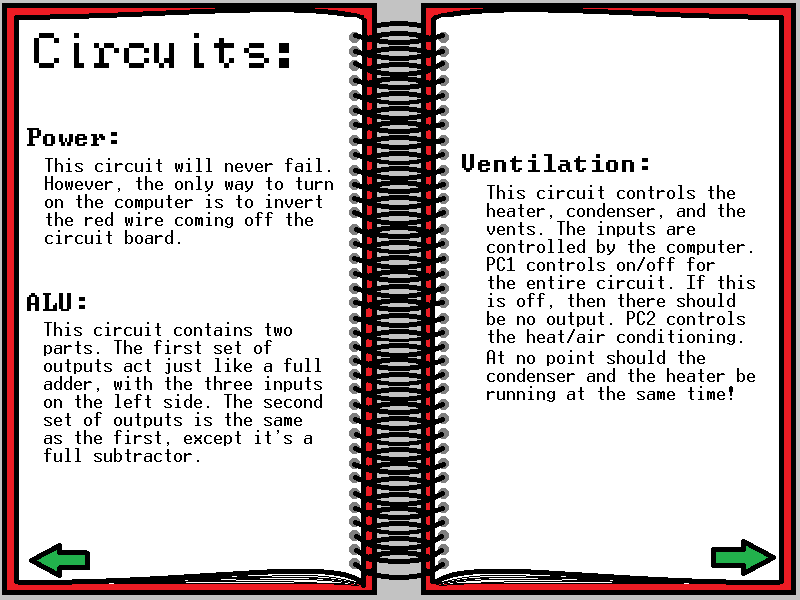 Circuits:
Power:
This circuit will never fail.
However, the only way to turn
on the computer is to invert
the red wire coming off the
circuit board.
ALU:
This circuit contains two
parts. The first set of
outputs act just like a full
adder, with the three inputs
on the left side. The second
set of outputs is the same
as the first, except it's a
full subtractor.
Ventilation:
This circuit controls the
heater, condenser, and the
vents. The inputs are
controlled by the computer.
PC1 controls on/off for
the entire circuit. If this
is off, then there should
be no output. PC2 controls
the heat/air conditioning.
At no point should the
condenser and the heater be
running at the same time!